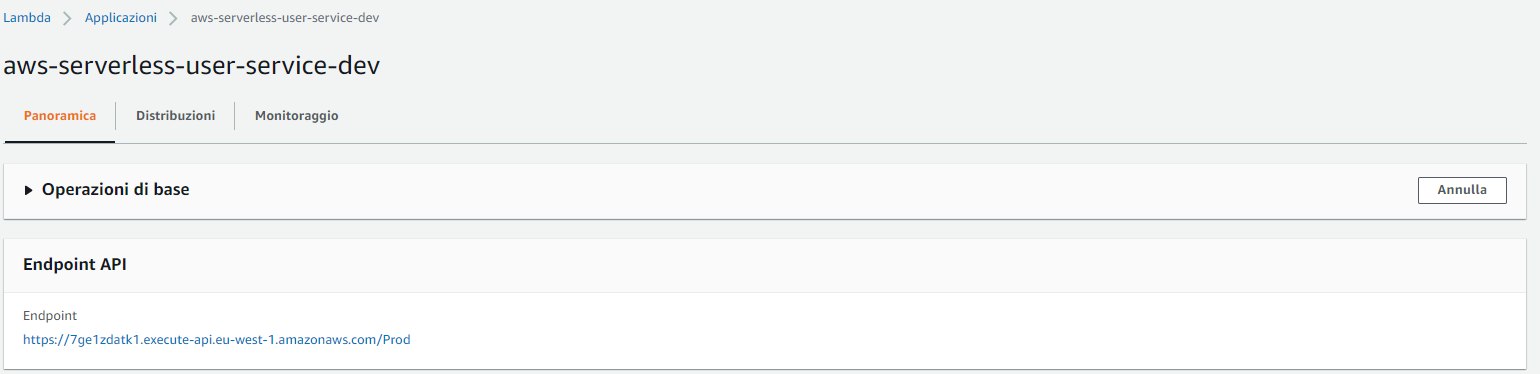 Lambda Applicazioni aws-serverless-user-service-dev
aws-serverless-user-service-dev
Panoramica Distribuzioni Monitoraggio
Operazioni di base Annulla
Endpoint API
Endpoint
https://7ge1zdatk1.execute-api.eu-west-1.amazonaws.com/Prod